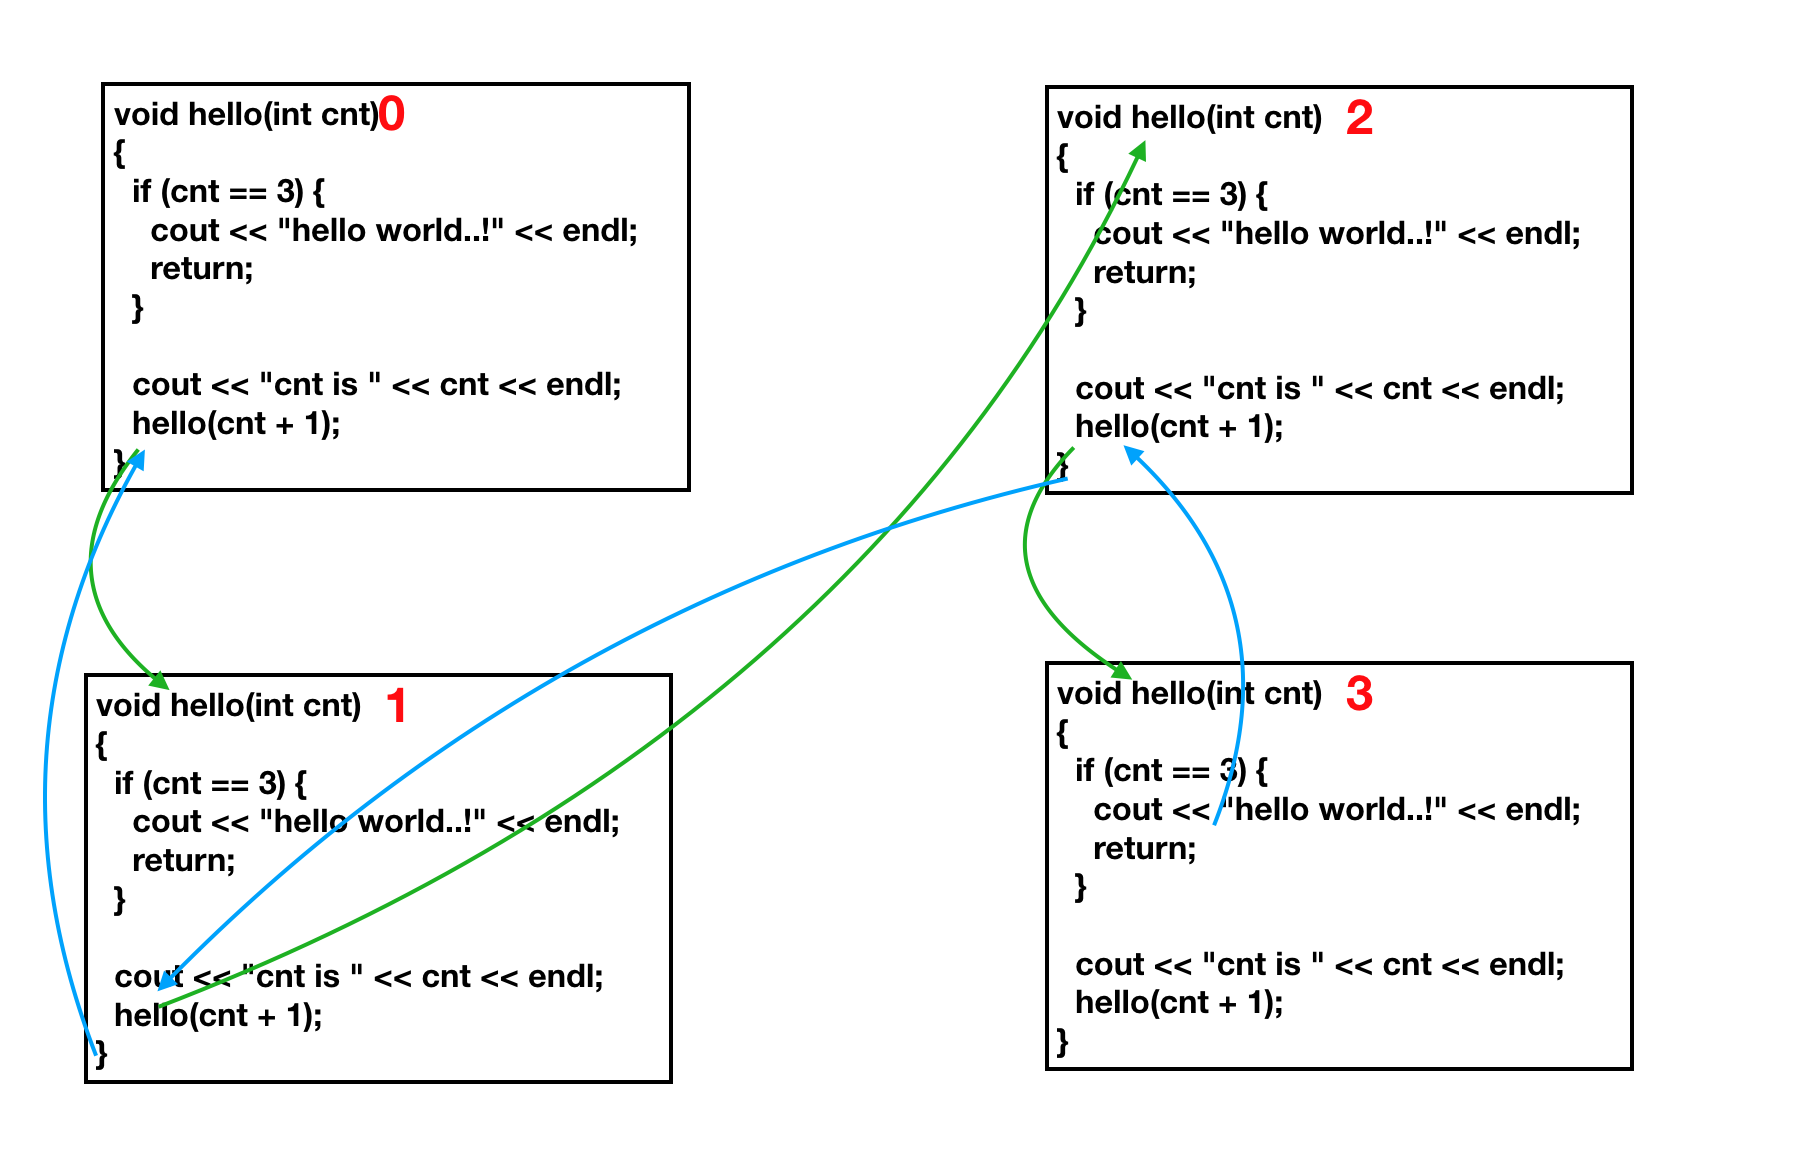 void hello(int cnt)0
{
if (cnt == 3) {
cout << "hello world..!" << endl;
return;
}
cout << "cnt is " << cnt << endl;
hello(cnt + 1);
}
void hello(int cnt) 1
{
if (cnt == 3) {
cout << "hello world..!" << endl;
return;
}
cout << "cnt is " << cnt << endl;
hello(cnt + 1);
}
void hello(int cnt) 2
{
if (cnt == 3) {
cout << "hello world..!" << endl;
return;
}
cout << "cnt is " << cnt << endl;
hello(cnt + 1);
}
void hello(int cnt) 3
{
if (cnt == 3) {
cout << "hello world..!" << endl;
return;
}
cout << "cnt is " << cnt << endl;
hello(cnt + 1);
}